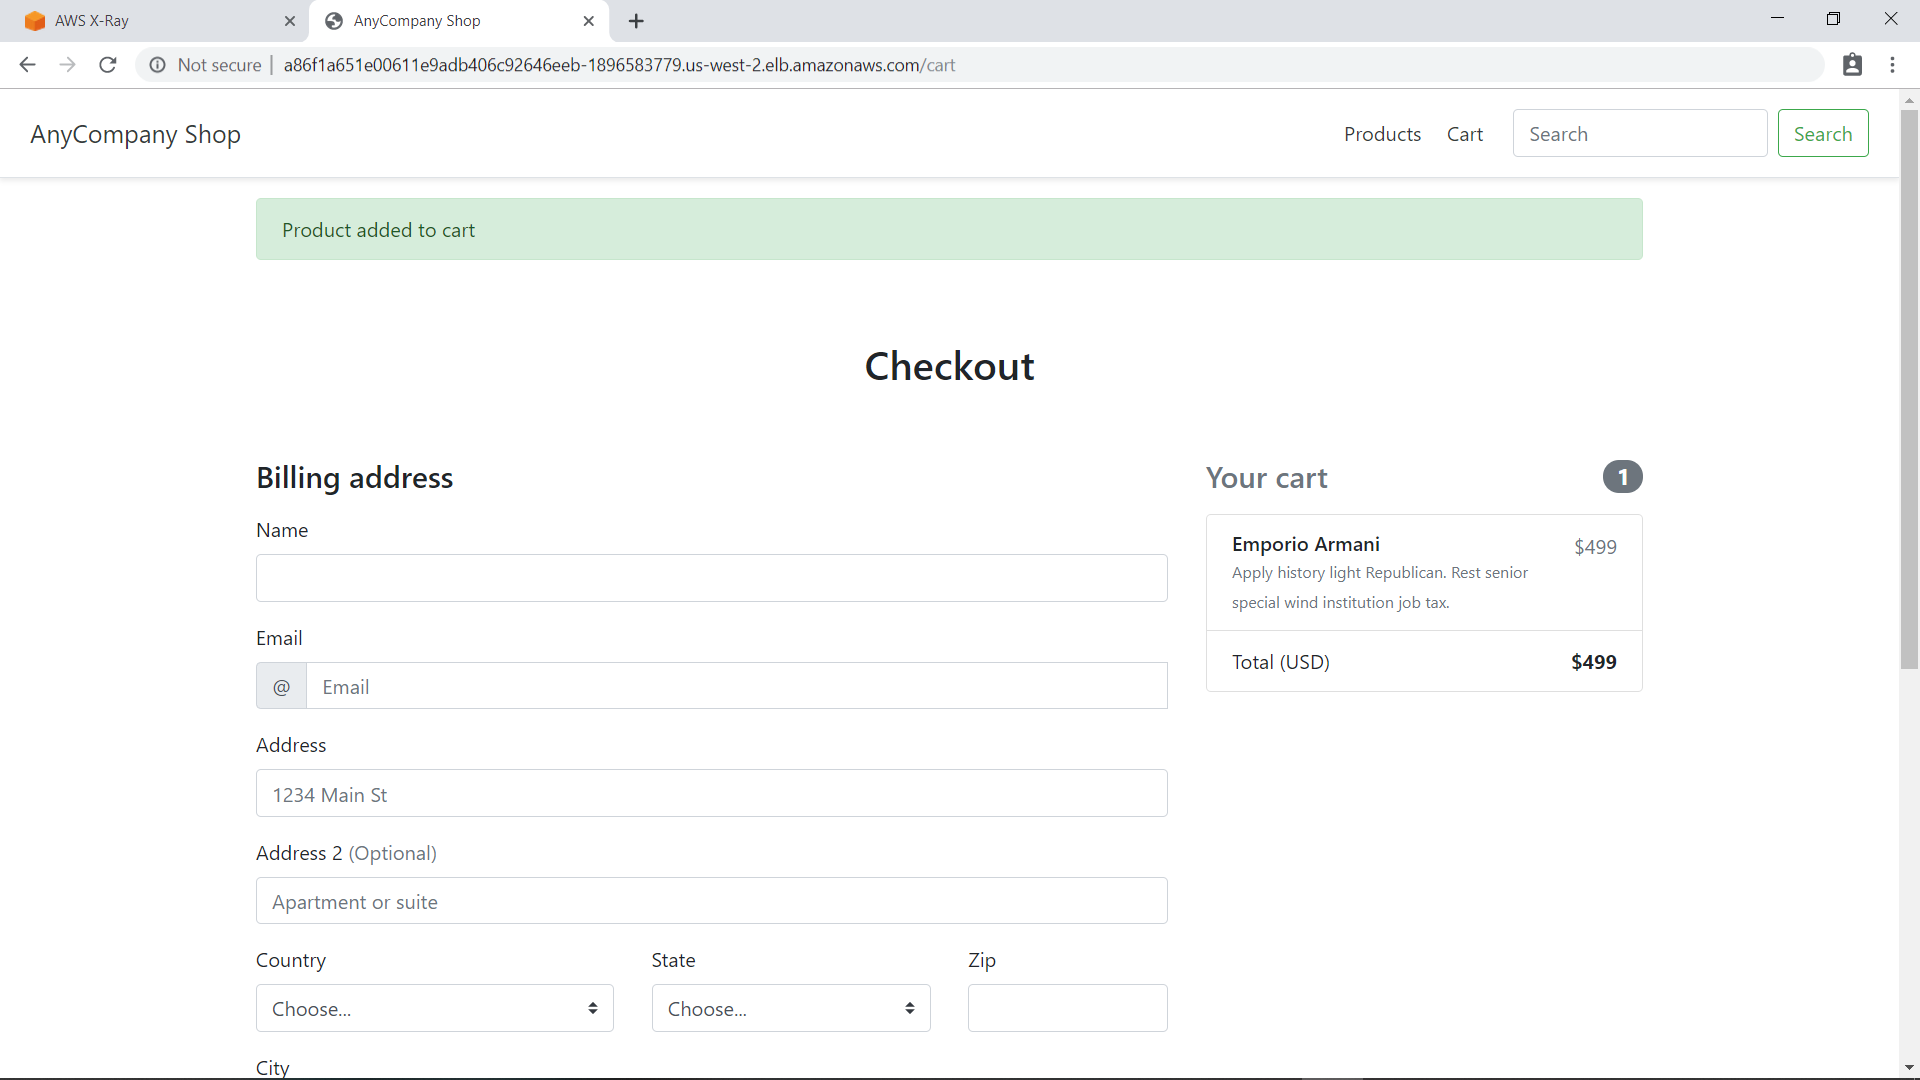 AWS X-Ray
AnyCompany Shop
Not secure
a86f1a651e00611e9adb406c92646eeb-1896583779.us-west-2.elb.amazonaws.com/cart
AnyCompany Shop
Products
Cart
Search
Search
Product added to cart
Checkout
Billing address
Name
Email
@
Email
Address
1234 Main St
Address 2 (Optional)
Apartment or suite
Country
State
Zip
Choose...
Choose...
City
Your cart
1
Emporio Armani
$499
Apply history light Republican. Rest senior
special wind institution job tax.
Total (USD)
$499